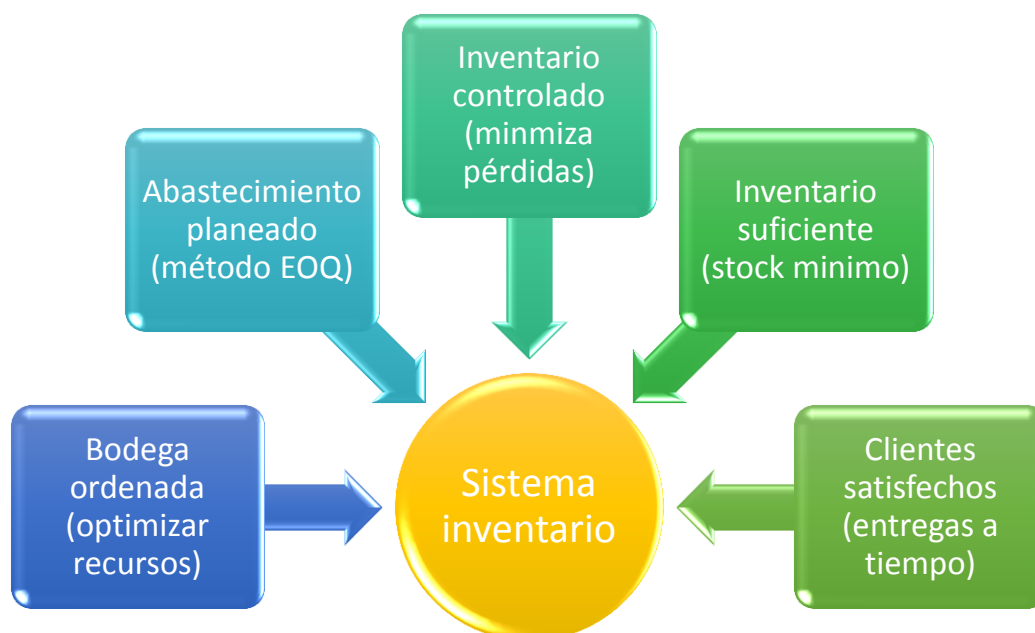 Inventario
controlado
(minmiza
pérdidas)
Abastecimiento
planeado
(método EOQ)
Inventario
suficiente
(stock minimo)
Bodega
ordenada
(optimizar
recursos)
Sistema
inventario
Clientes
satisfechos
(entregas a
tiempo)